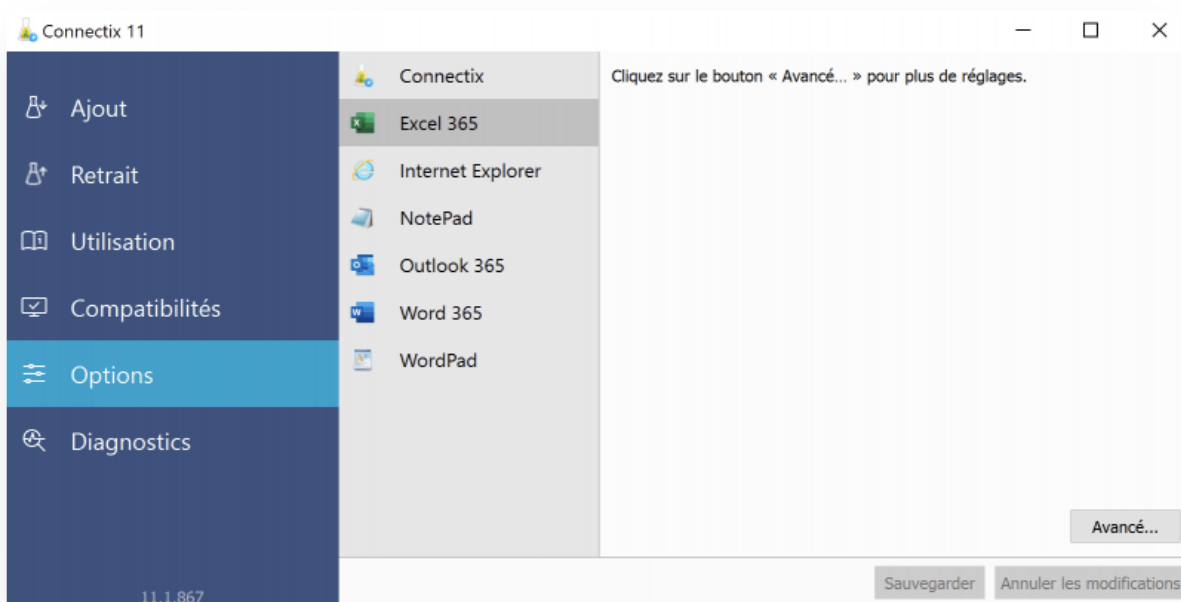 Connectix 11
Ajout
Retrait
Utilisation
Compatibilités
Options
Diagnostics
11.1.867
Connectix
Excel 365
Internet Explorer
NotePad
Outlook 365
Word 365
WordPad
Cliquez sur le bouton « Avancé... » pour plus de réglages.
Avancé...
Sauvegarder
Annuler les modifications